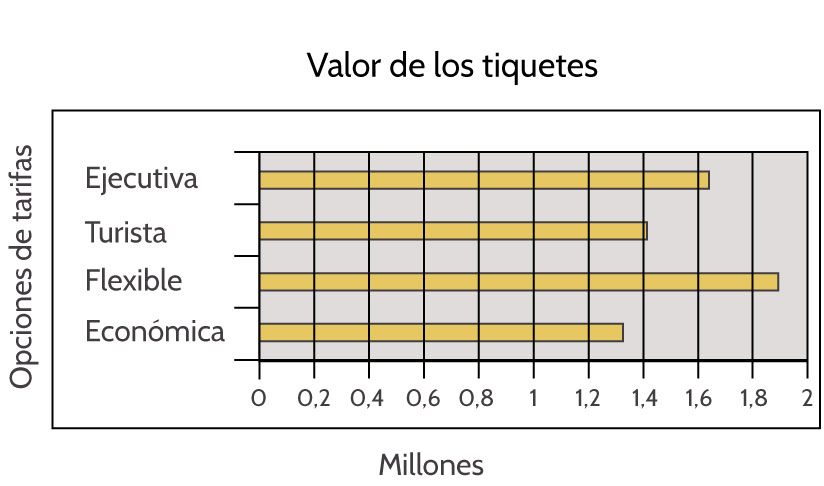 Valor de los tiquetes
Opciones de tarifas
Ejecutiva
Turista
Flexible
Económica
0 0,2 0,4 0,6 0,8 1 1,2 1,4 1,6 1,8 2
Millones